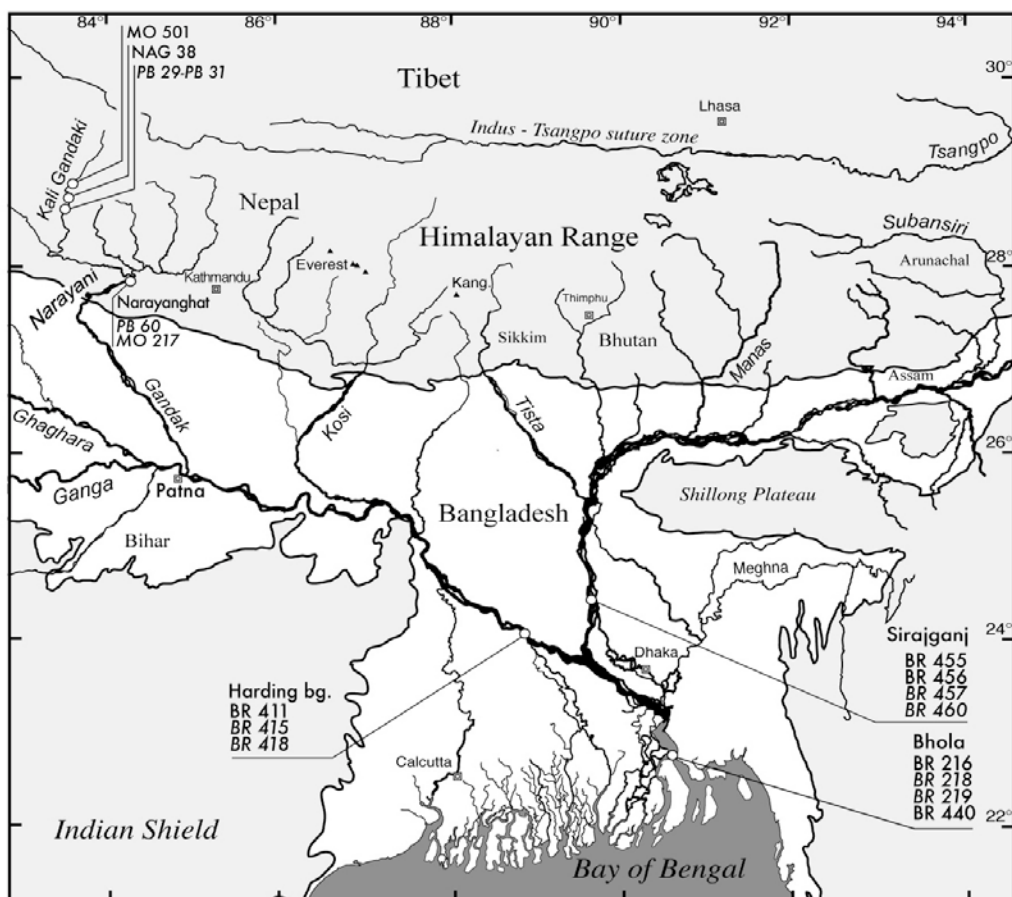 84°
86°
88°
90°
92°
94°
MO 501
NAG 38
PB 29-PB 31
30°
Tibet
Lhasa
Indus - Tsangpo suture zone
Tsangpo
Kali Gandaki
Nepal
Subansiri
Himalayan Range
Arunachal
28°
Everest
Kathmandu
Kang.
Narayani
Narayanghat
Thimphu
PB 60
MO 217
Sikkim
Bhutan
Manas
Assam
Gandak
Kosi
Tista
Ghaghara
26°
Ganga
Patna
Shillong Plateau
Bangladesh
Bihar
Meghna
24°
Sirajganj
BR 455
BR 456
BR 457
BR 460
Dhaka
Harding bg.
BR 411
BR 415
BR 418
Bhola
BR 216
BR 218
BR 219
BR 440
Calcutta
22°
Indian Shield
Bay of Bengal